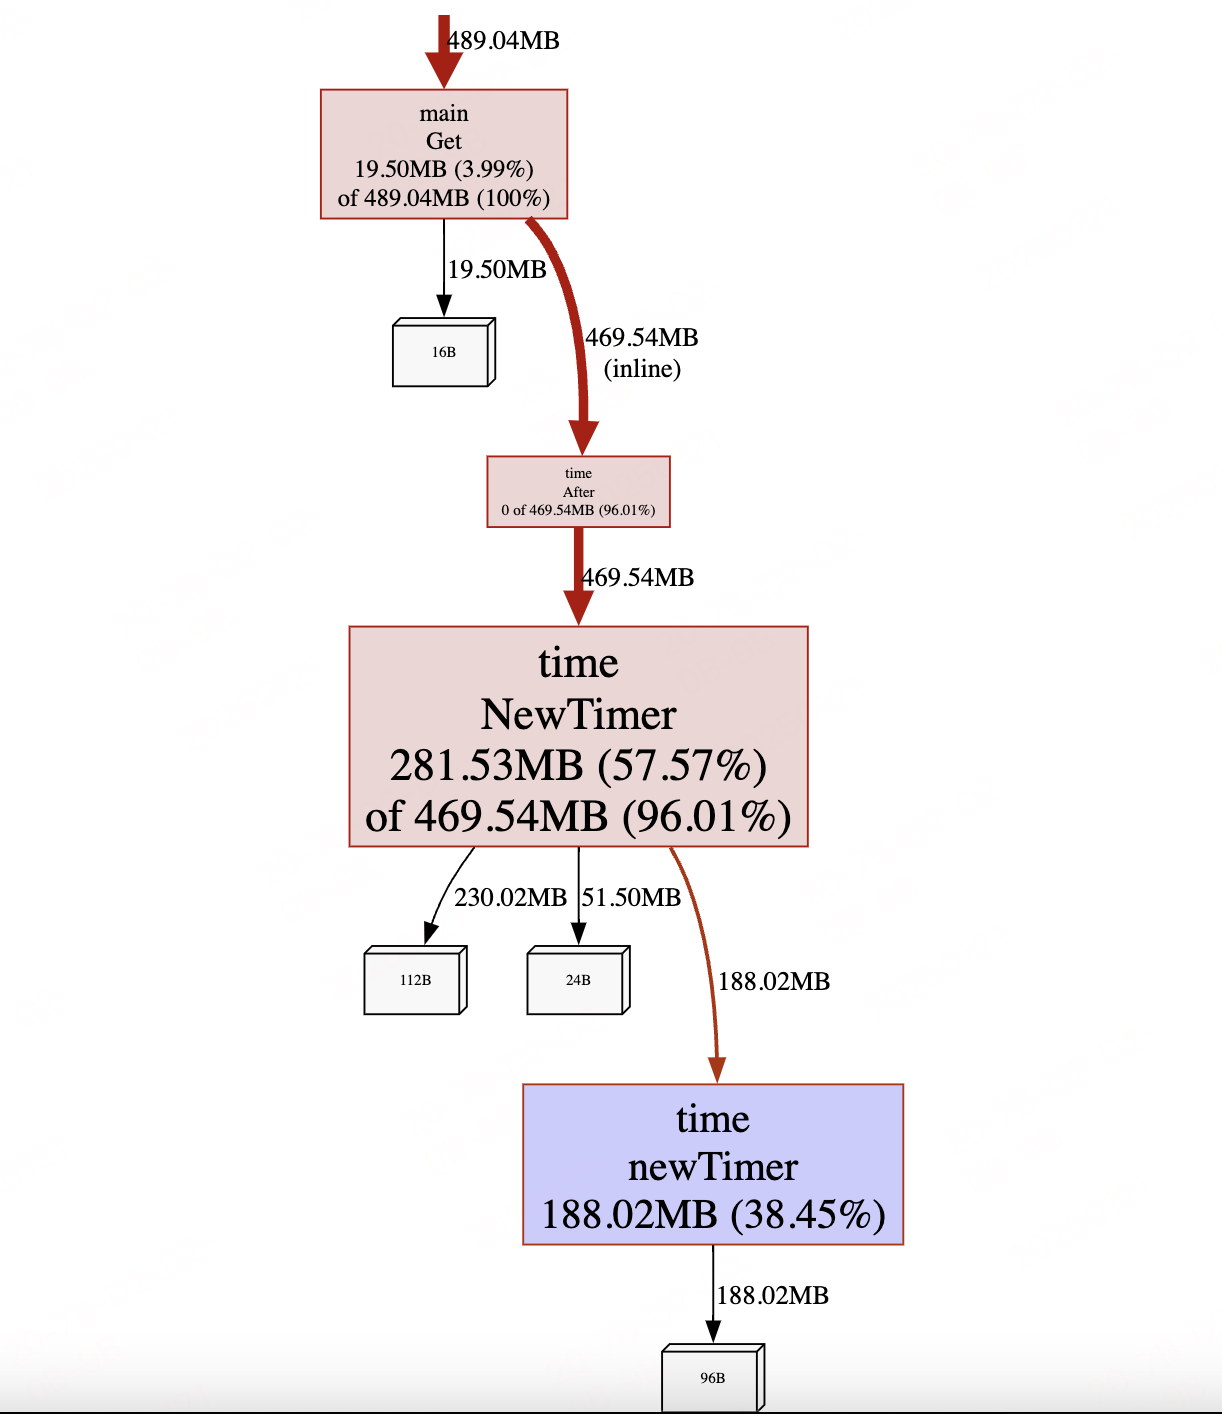 489.04MB
main
Get
19.50MB (3.99%)
of 489.04MB (100%)
19.50MB
16B
469.54MB
(inline)
time
After
0 of 469.54MB (96.01%)
469.54MB
time
NewTimer
281.53MB (57.57%)
of 469.54MB (96.01%)
230.02MB
51.50MB
188.02MB
112B
24B
time
newTimer
188.02MB (38.45%)
188.02MB
96B